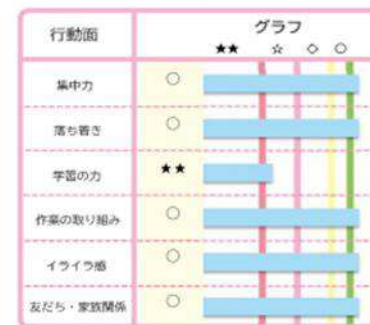 行動面 グラフ
★★ ☆ ◇ ○
集中力 ○
落ち着き ○
学習の力 ★★
作業の取り組み ○
イライラ感 ○
友だち・家族関係 ○